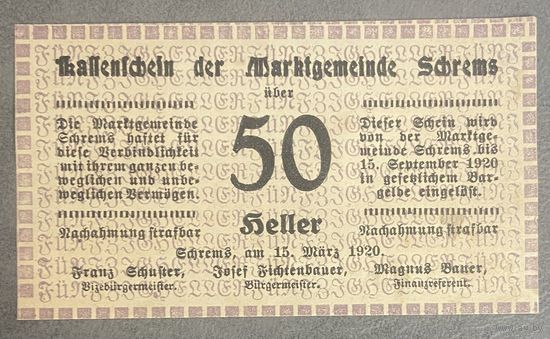 Kassenschein der Marktgemeinde Schrems
über
Die Marktgemeinde
Schrems haftet für
diese Verbindlichkeit
mit ihrem ganzen be-
weglichen und unbe-
weglichen Vermögen.
Nachahmung strafbar
50
Heller
Dieser Schein wird
von der Marktge-
meinde Schrems bis
15. September 1920
in gesetzlichem Bar-
gelde eingelöst.
Nachahmung strafbar
Schrems, am 15. März 1920.
Franz Schuster, Josef Fichtenbauer, Magnus Bauer
Vizebürgermeister. Bürgermeister. Finanzreferent.